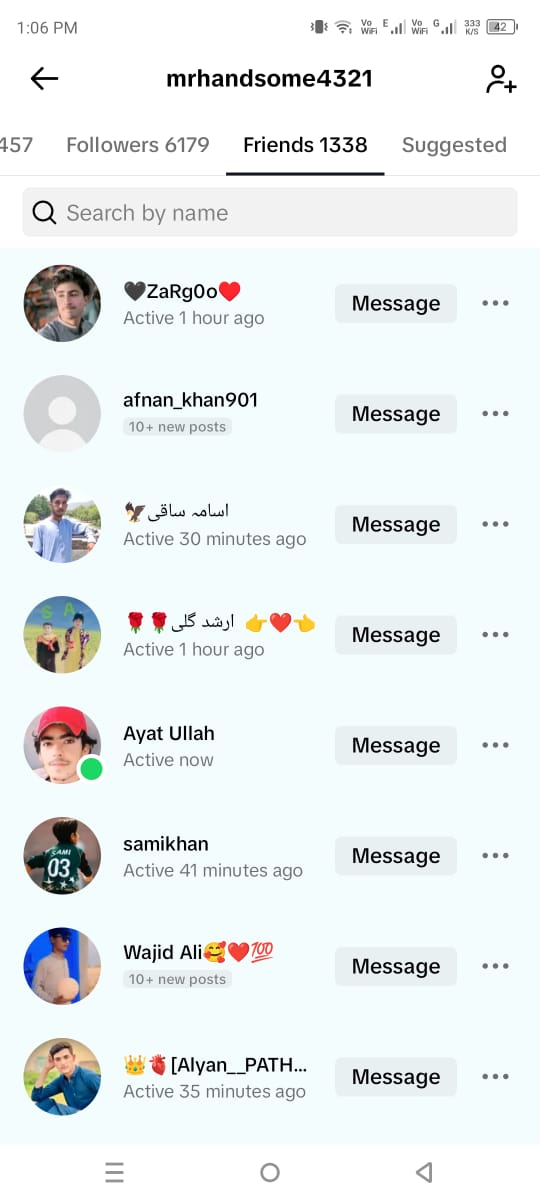 1:06 PM
Vo WiFi E Vo WiFi G 333 K/S 42
mrhandsome4321
457 Followers 6179 Friends 1338 Suggested
Search by name
🖤ZaRg0o❤️
Active 1 hour ago
Message
afnan_khan901
10+ new posts
Message
🦅اسامہ ساقی
Active 30 minutes ago
Message
🌹🌹ارشد گلی 👉❤️👈
Active 1 hour ago
Message
S A
Ayat Ullah
Active now
Message
samikhan
Active 41 minutes ago
Message
SAMI
03
Wajid Ali🥰❤️💯
10+ new posts
Message
👑🫀[Alyan__PATH...
Active 35 minutes ago
Message